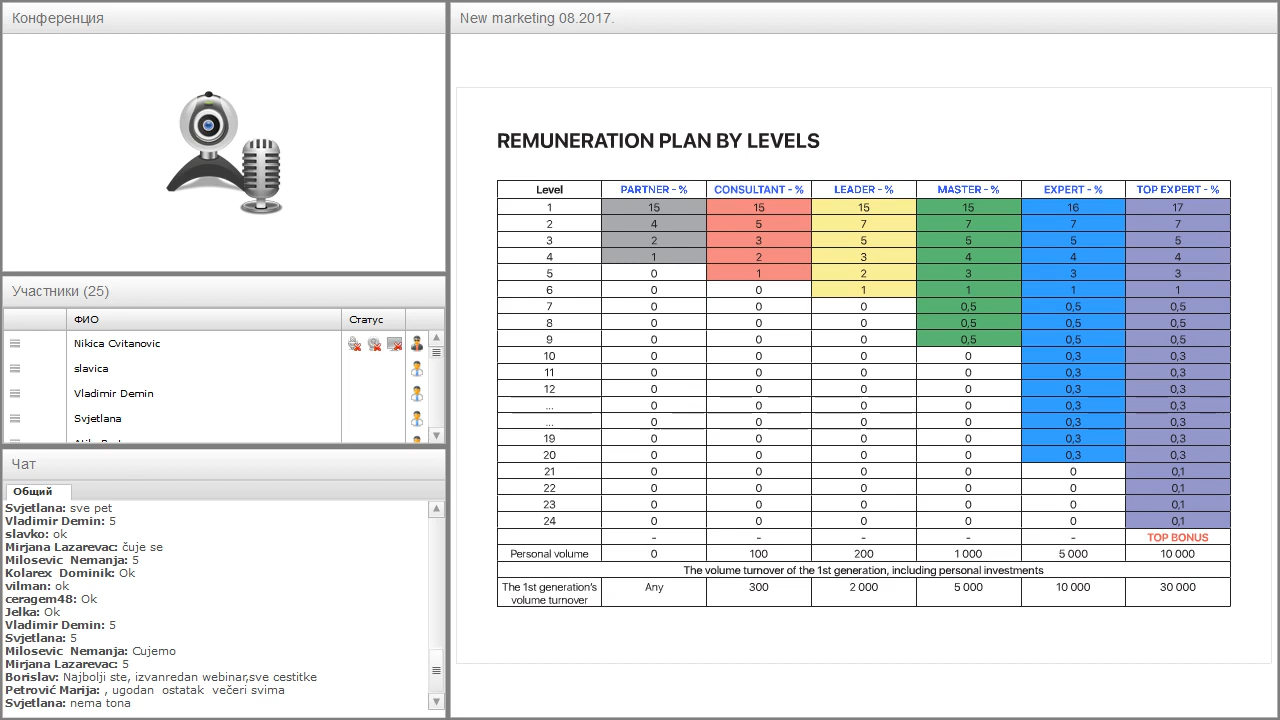 Конференция
Участники (25)
ФИО Статус
Nikica Cvitanovic
slavica
Vladimir Demin
Svjetlana
Чат
Общий
Svjetlana: sve pet
Vladimir Demin: 5
slavko: ok
Mirjana Lazarevac: čuje se
Milosevic Nemanja: 5
Kolarex Dominik: Ok
vilman: ok
ceragem48: Ok
Jelka: Ok
Vladimir Demin: 5
Svjetlana: 5
Milosevic Nemanja: Cujemo
Mirjana Lazarevac: 5
Borislav: Najbolji ste, izvanredan webinar,sve cestitke
Petrović Marija: , ugodan ostatak večeri svima
Svjetlana: nema tona
New marketing 08.2017.
REMUNERATION PLAN BY LEVELS
Level PARTNER - % CONSULTANT - % LEADER - % MASTER - % EXPERT - % TOP EXPERT - %
1 15 15 15 15 16 17
2 4 5 7 7 7 7
3 2 3 5 5 5 5
4 1 2 3 4 4 4
5 0 1 2 3 3 3
6 0 0 1 1 1 1
7 0 0 0 0,5 0,5 0,5
8 0 0 0 0,5 0,5 0,5
9 0 0 0 0,5 0,5 0,5
10 0 0 0 0 0,3 0,3
11 0 0 0 0 0,3 0,3
12 0 0 0 0 0,3 0,3
... 0 0 0 0 0,3 0,3
... 0 0 0 0 0,3 0,3
19 0 0 0 0 0,3 0,3
20 0 0 0 0 0,3 0,3
21 0 0 0 0 0 0,1
22 0 0 0 0 0 0,1
23 0 0 0 0 0 0,1
24 0 0 0 0 0 0,1
- - - - - TOP BONUS
Personal volume 0 100 200 1 000 5 000 10 000
The volume turnover of the 1st generation, including personal investments
The 1st generation's Any 300 2 000 5 000 10 000 30 000
volume turnover